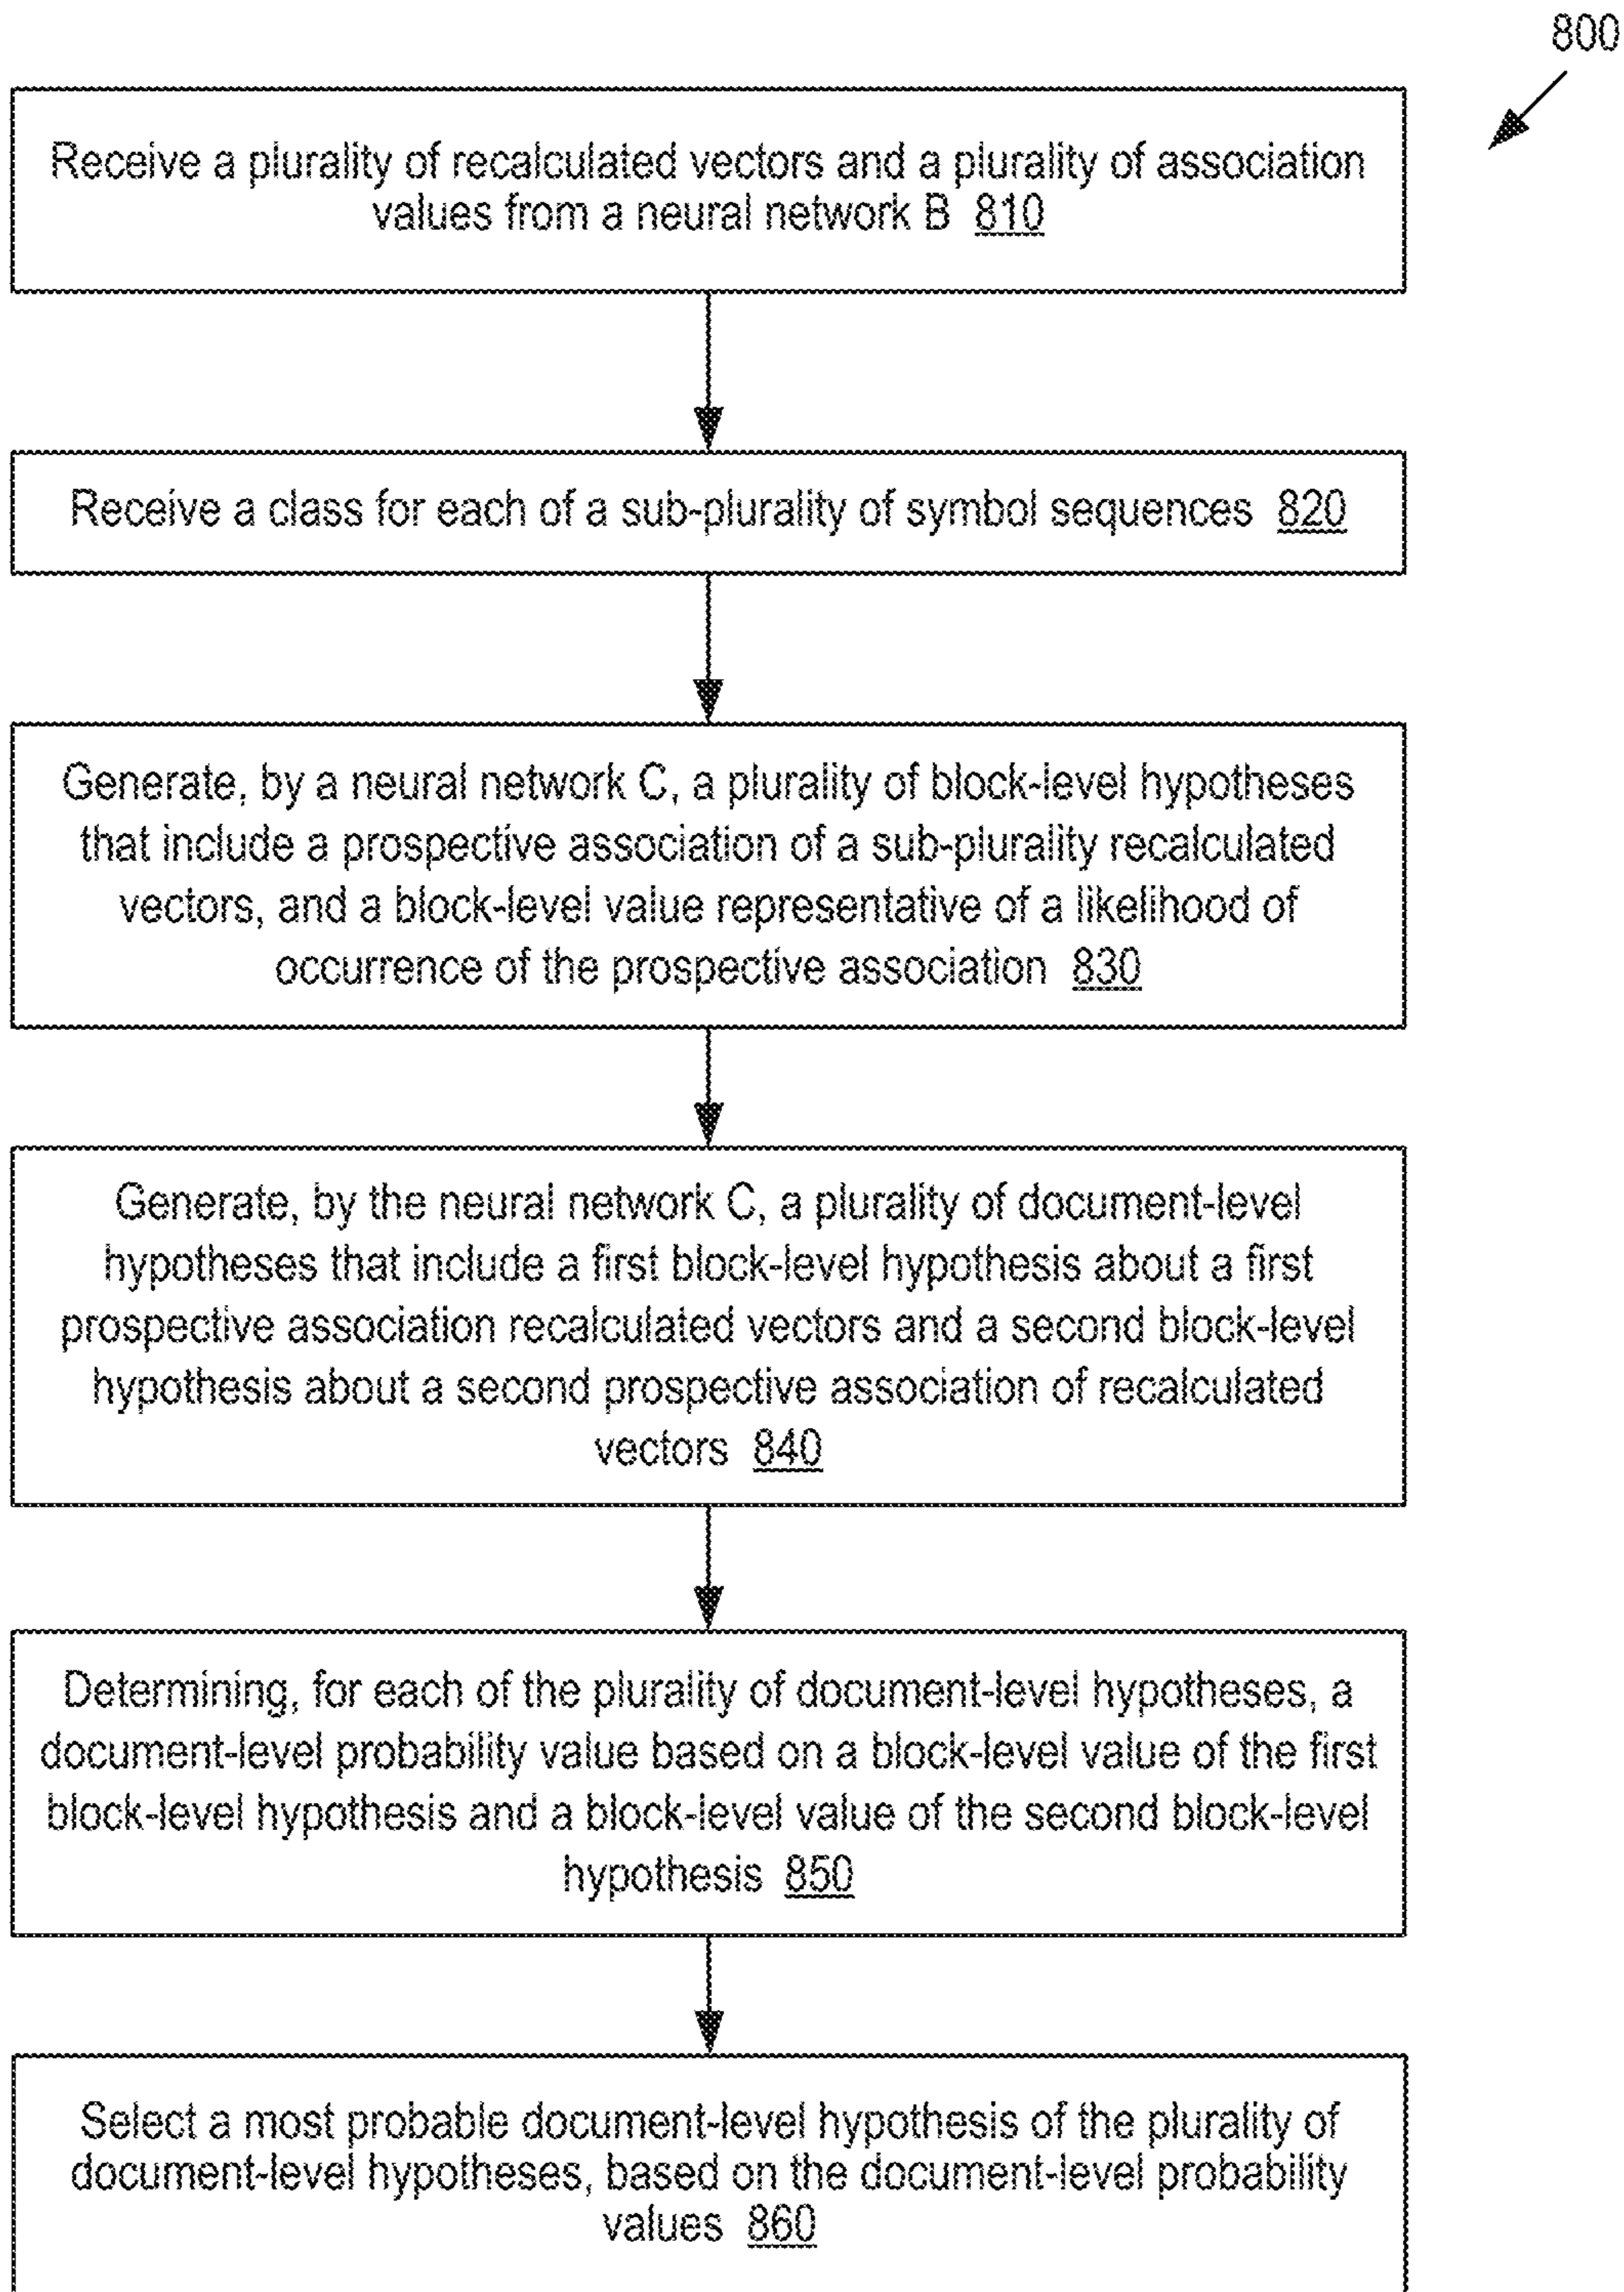 800
Receive a plurality of recalculated vectors and a plurality of association
values from a neural network B 810
Receive a class for each of a sub-plurality of symbol sequences 820
Generate, by a neural network C, a plurality of block-level hypotheses
that include a prospective association of a sub-plurality recalculated
vectors, and a block-level value representative of a likelihood of
occurrence of the prospective association 830
Generate, by the neural network C, a plurality of document-level
hypotheses that include a first block-level hypothesis about a first
prospective association recalculated vectors and a second block-level
hypothesis about a second prospective association of recalculated
vectors 840
Determining, for each of the plurality of document-level hypotheses, a
document-level probability value based on a block-level value of the first
block-level hypothesis and a block-level value of the second block-level
hypothesis 850
Select a most probable document-level hypothesis of the plurality of
document-level hypotheses, based on the document-level probability
values 860